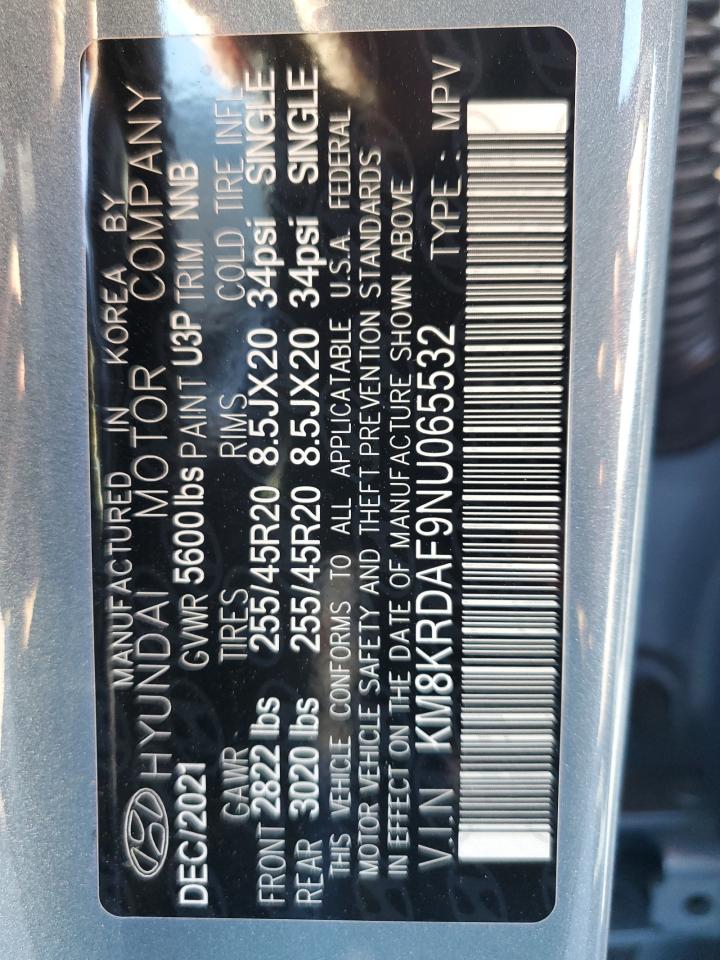 MANUFACTURED IN KOREA BY
HYUNDAI MOTOR COMPANY
DEC/2021 GVWR 5600 lbs PAINT U3P TRIM NNB
GAWR TIRES RIMS COLD TIRE INFL
FRONT 2822 lbs 255/45R20 8.5JX20 34psi SINGLE
REAR 3020 lbs 255/45R20 8.5JX20 34psi SINGLE
THIS VEHICLE CONFORMS TO ALL APPLICATABLE U.S.A. FEDERAL
MOTOR VEHICLE SAFETY AND THEFT PREVENTION STANDARDS
IN EFFECT ON THE DATE OF MANUFACTURE SHOWN ABOVE
V.I.N KM8KRDAF9NU065532 TYPE : MPV